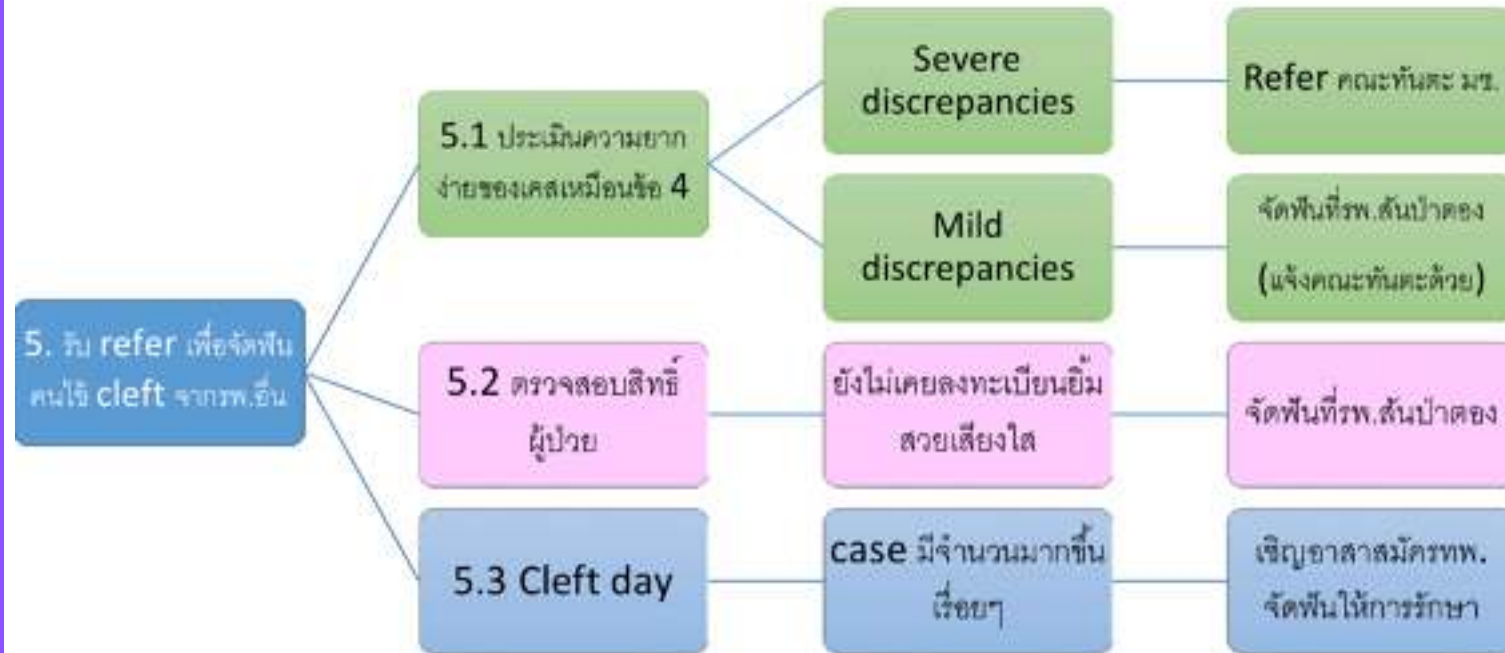 5. รับ refer เพื่อจัดฟัน
คนไข้ cleft จากรพ.อื่น
5.1 ประเมินความยาก
ง่ายของเคสเหมือนข้อ 4
Severe
discrepancies
Refer คณะทันตะ มช.
Mild
discrepancies
จัดฟันที่รพ.สันป่าตอง
(แจ้งคณะทันตะด้วย)
5.2 ตรวจสอบสิทธิ์
ผู้ป่วย
ยังไม่เคยลงทะเบียนยิ้ม
สวยเสียงใส
จัดฟันที่รพ.สันป่าตอง
5.3 Cleft day
case มีจำนวนมากขึ้น
เรื่อยๆ
เชิญอาสาสมัครทพ.
จัดฟันให้การรักษา